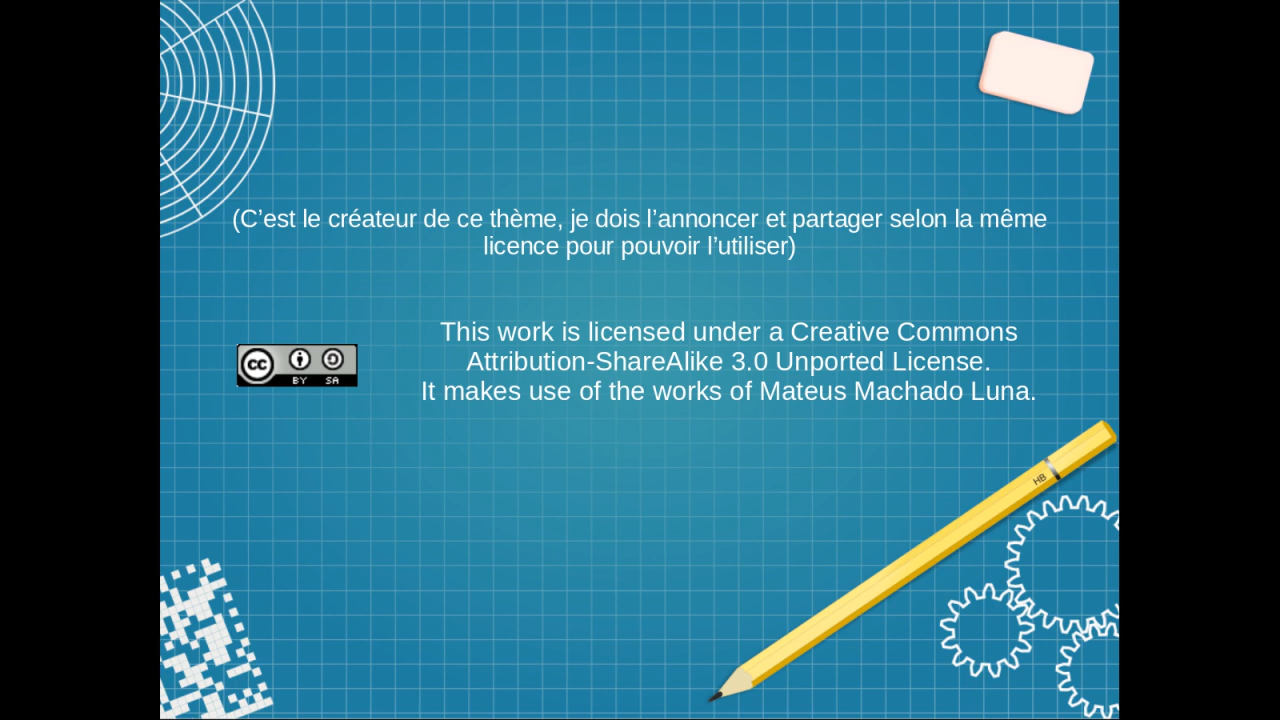 (C’est le créateur de ce thème, je dois l’annoncer et partager selon la même
licence pour pouvoir l’utiliser)
This work is licensed under a Creative Commons
Attribution-ShareAlike 3.0 Unported License.
It makes use of the works of Mateus Machado Luna.
cc
BY SA
HB